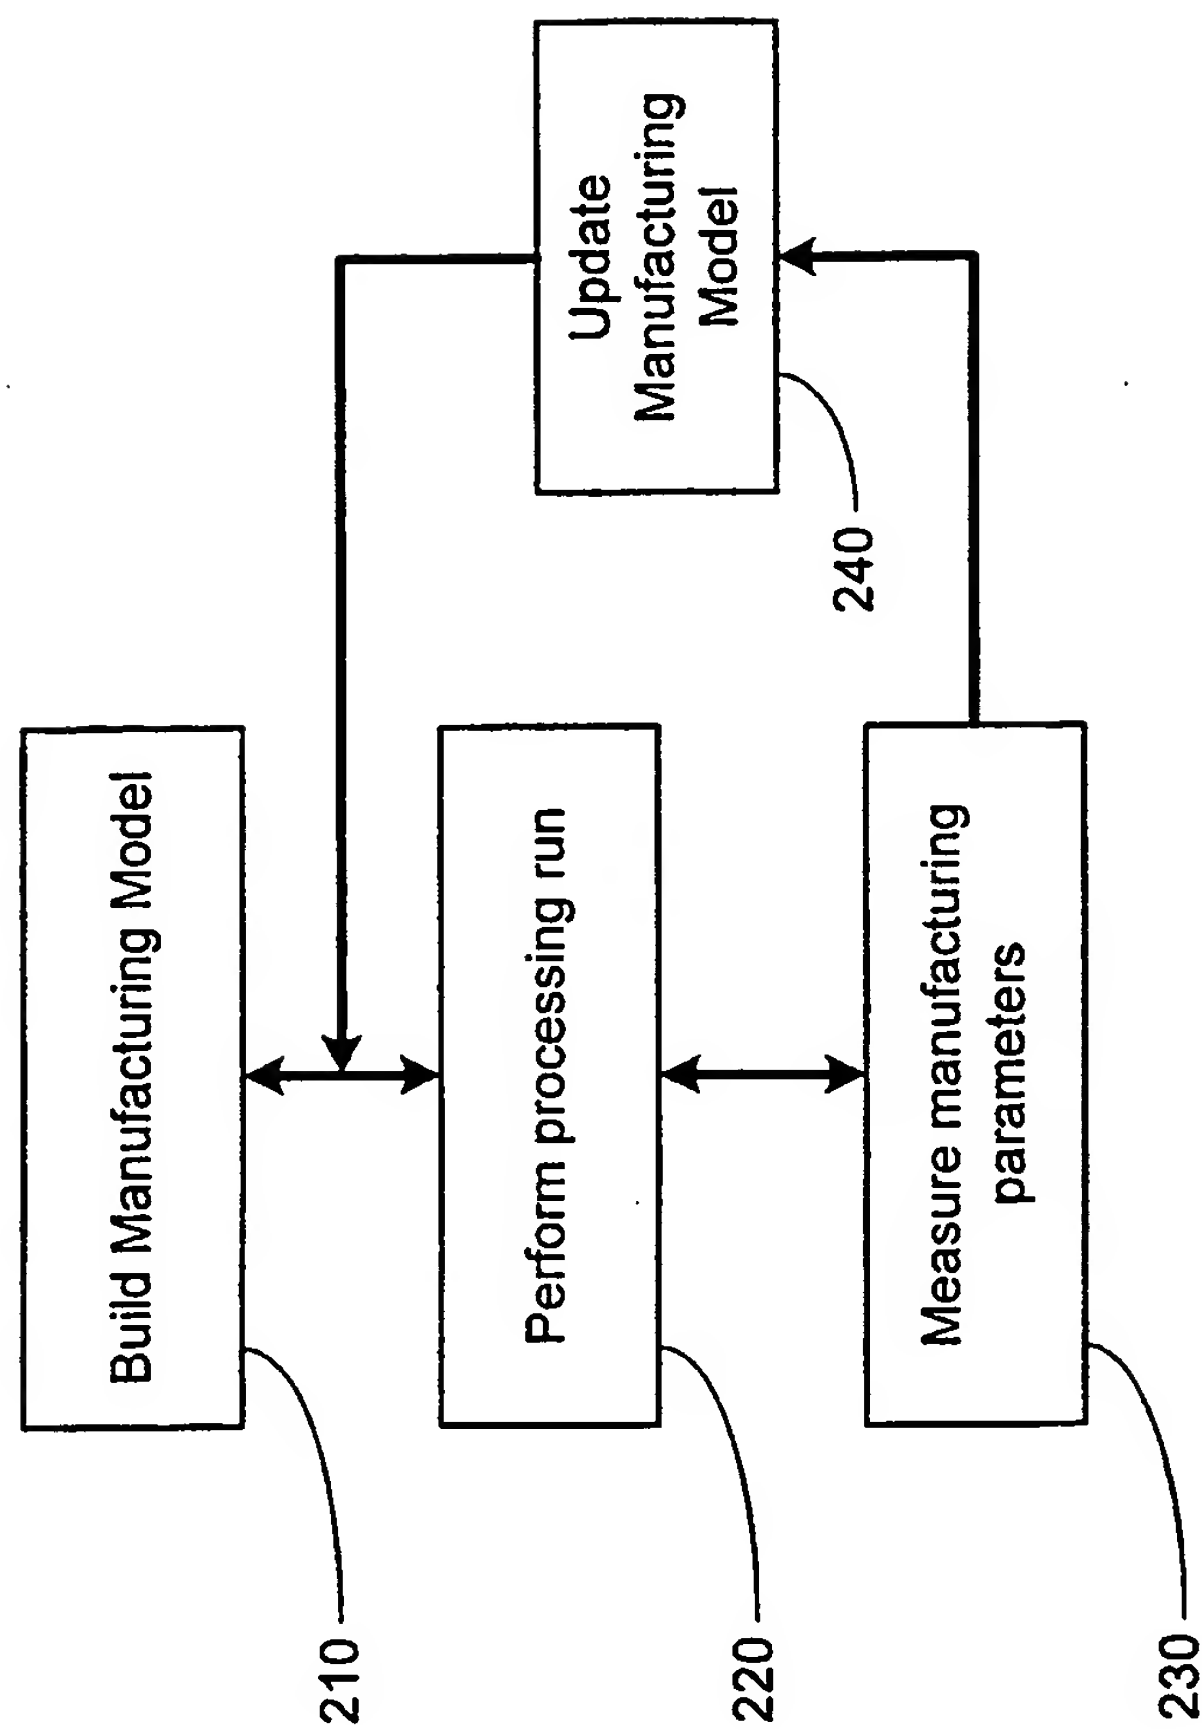 Build Manufacturing Model
210
Perform processing run
220
Measure manufacturing
parameters
230
Update
Manufacturing
Model
240